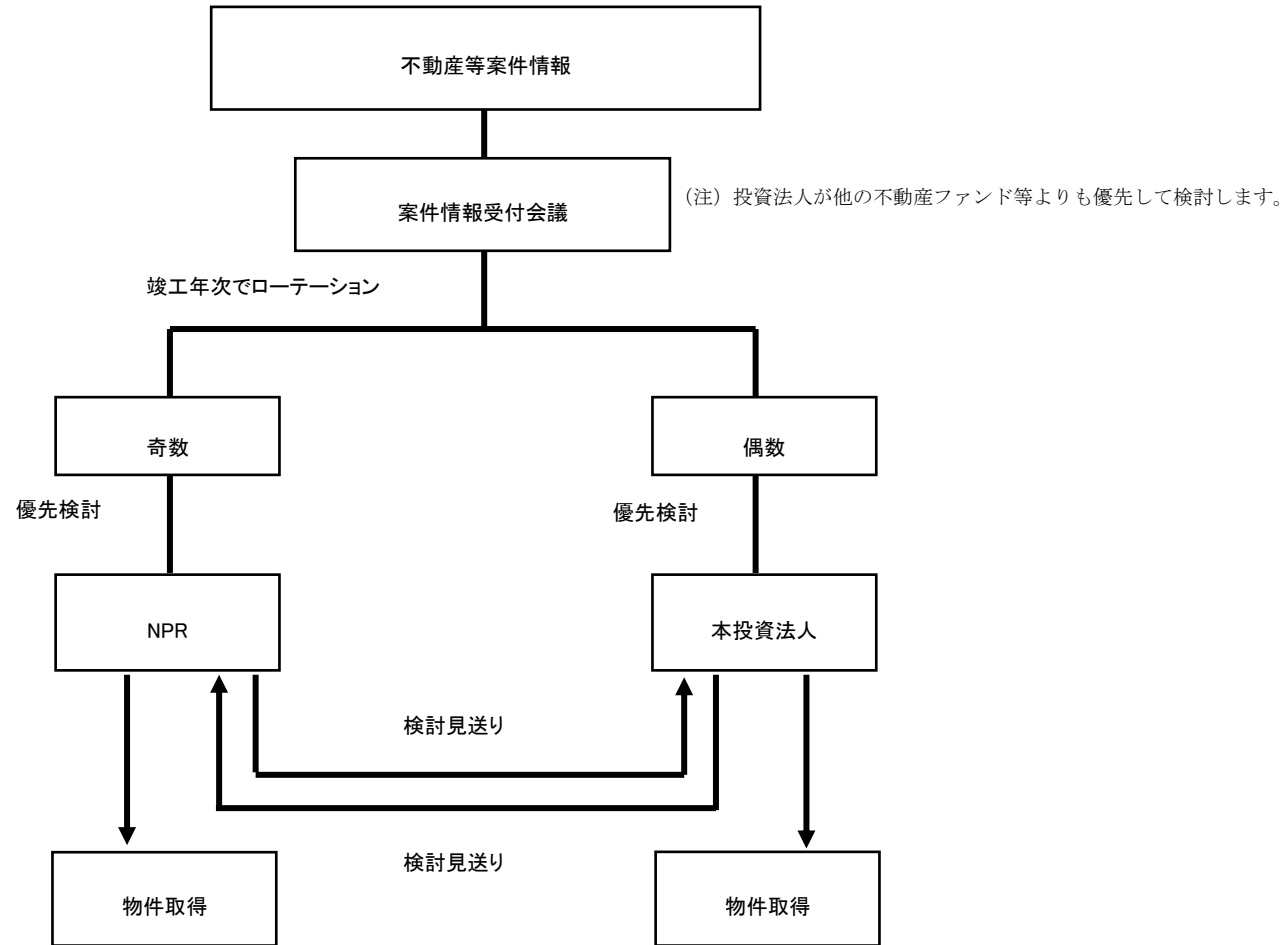 不動産等案件情報
案件情報受付会議
（注）投資法人が他の不動産ファンド等よりも優先して検討します。
竣工年次でローテーション
奇数
偶数
優先検討
優先検討
NPR
本投資法人
検討見送り
検討見送り
物件取得
物件取得